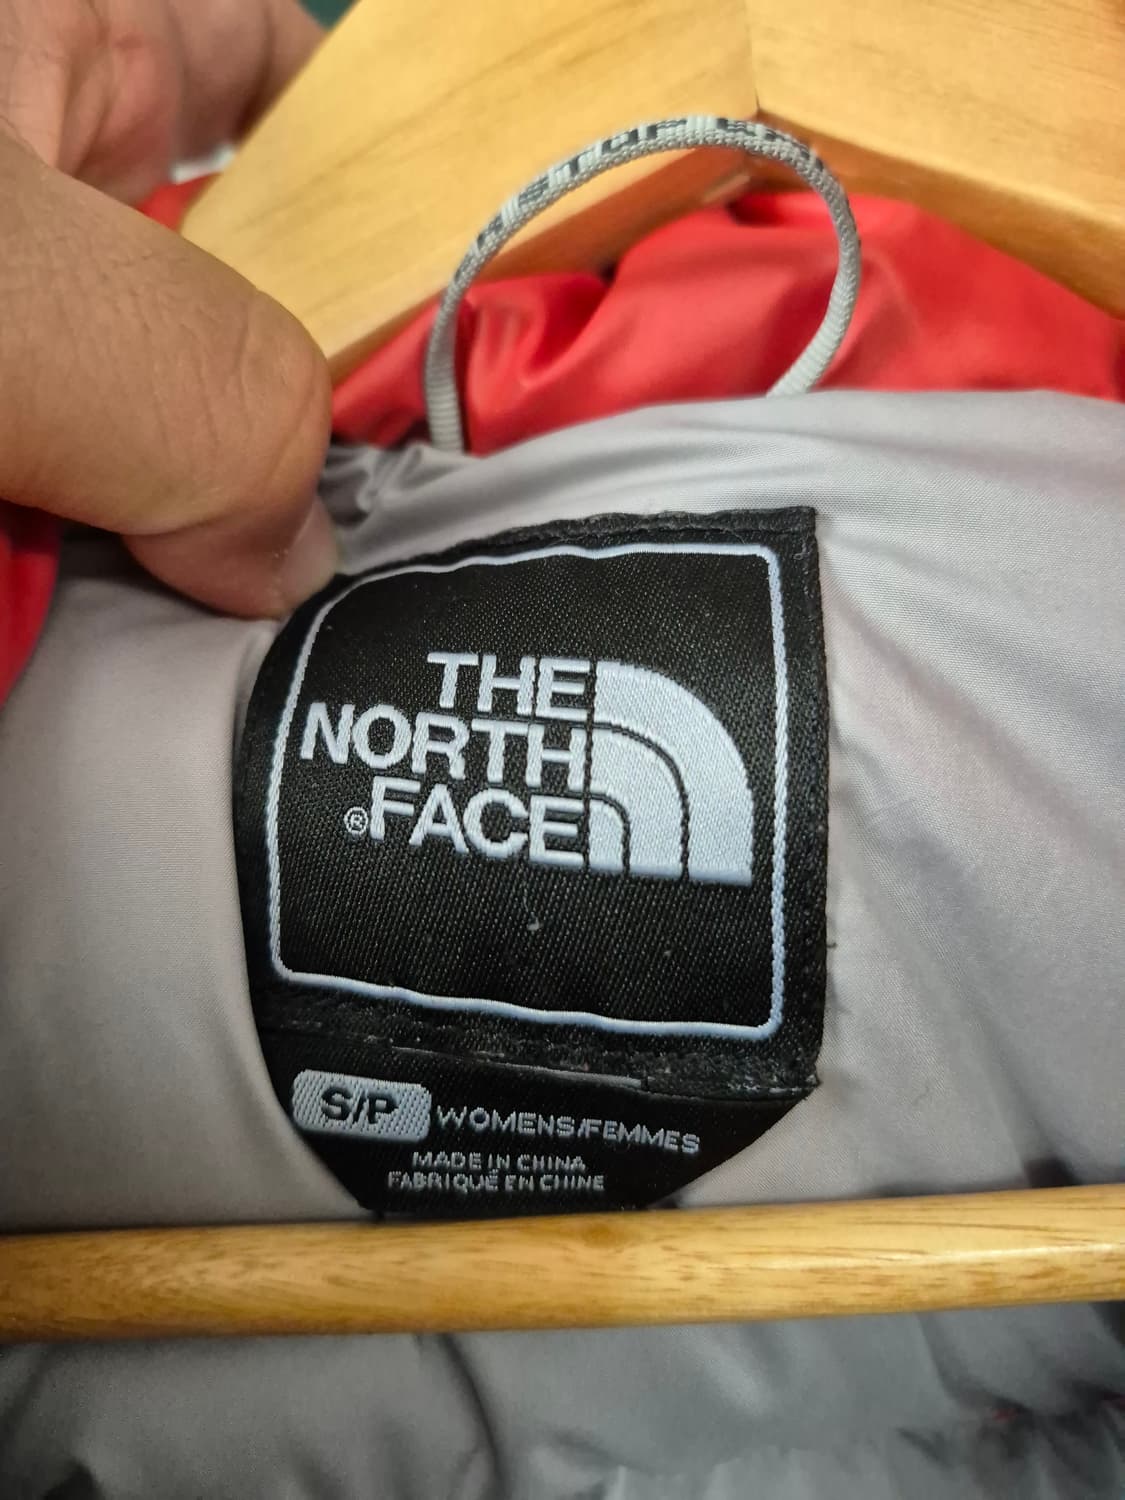 THE
NORTH
FACE®
S/P WOMENS/FEMMES
MADE IN CHINA
FABRIQUÉ EN CHINE